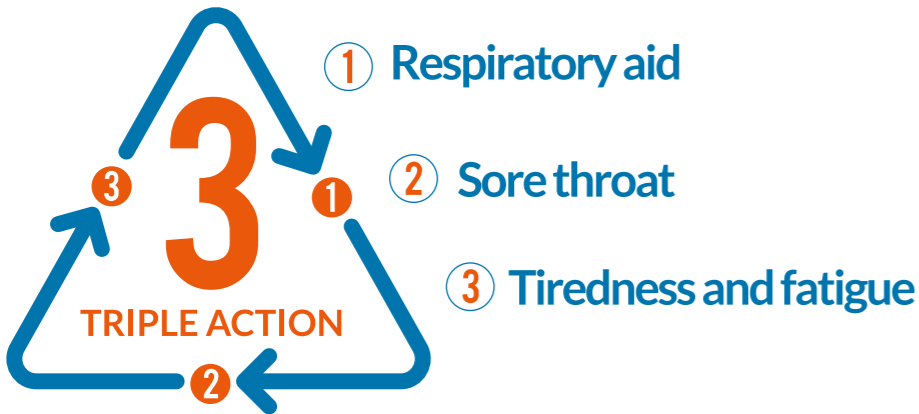 ① Respiratory aid
3
3
1
② Sore throat
③ Tiredness and fatigue
TRIPLE ACTION
2